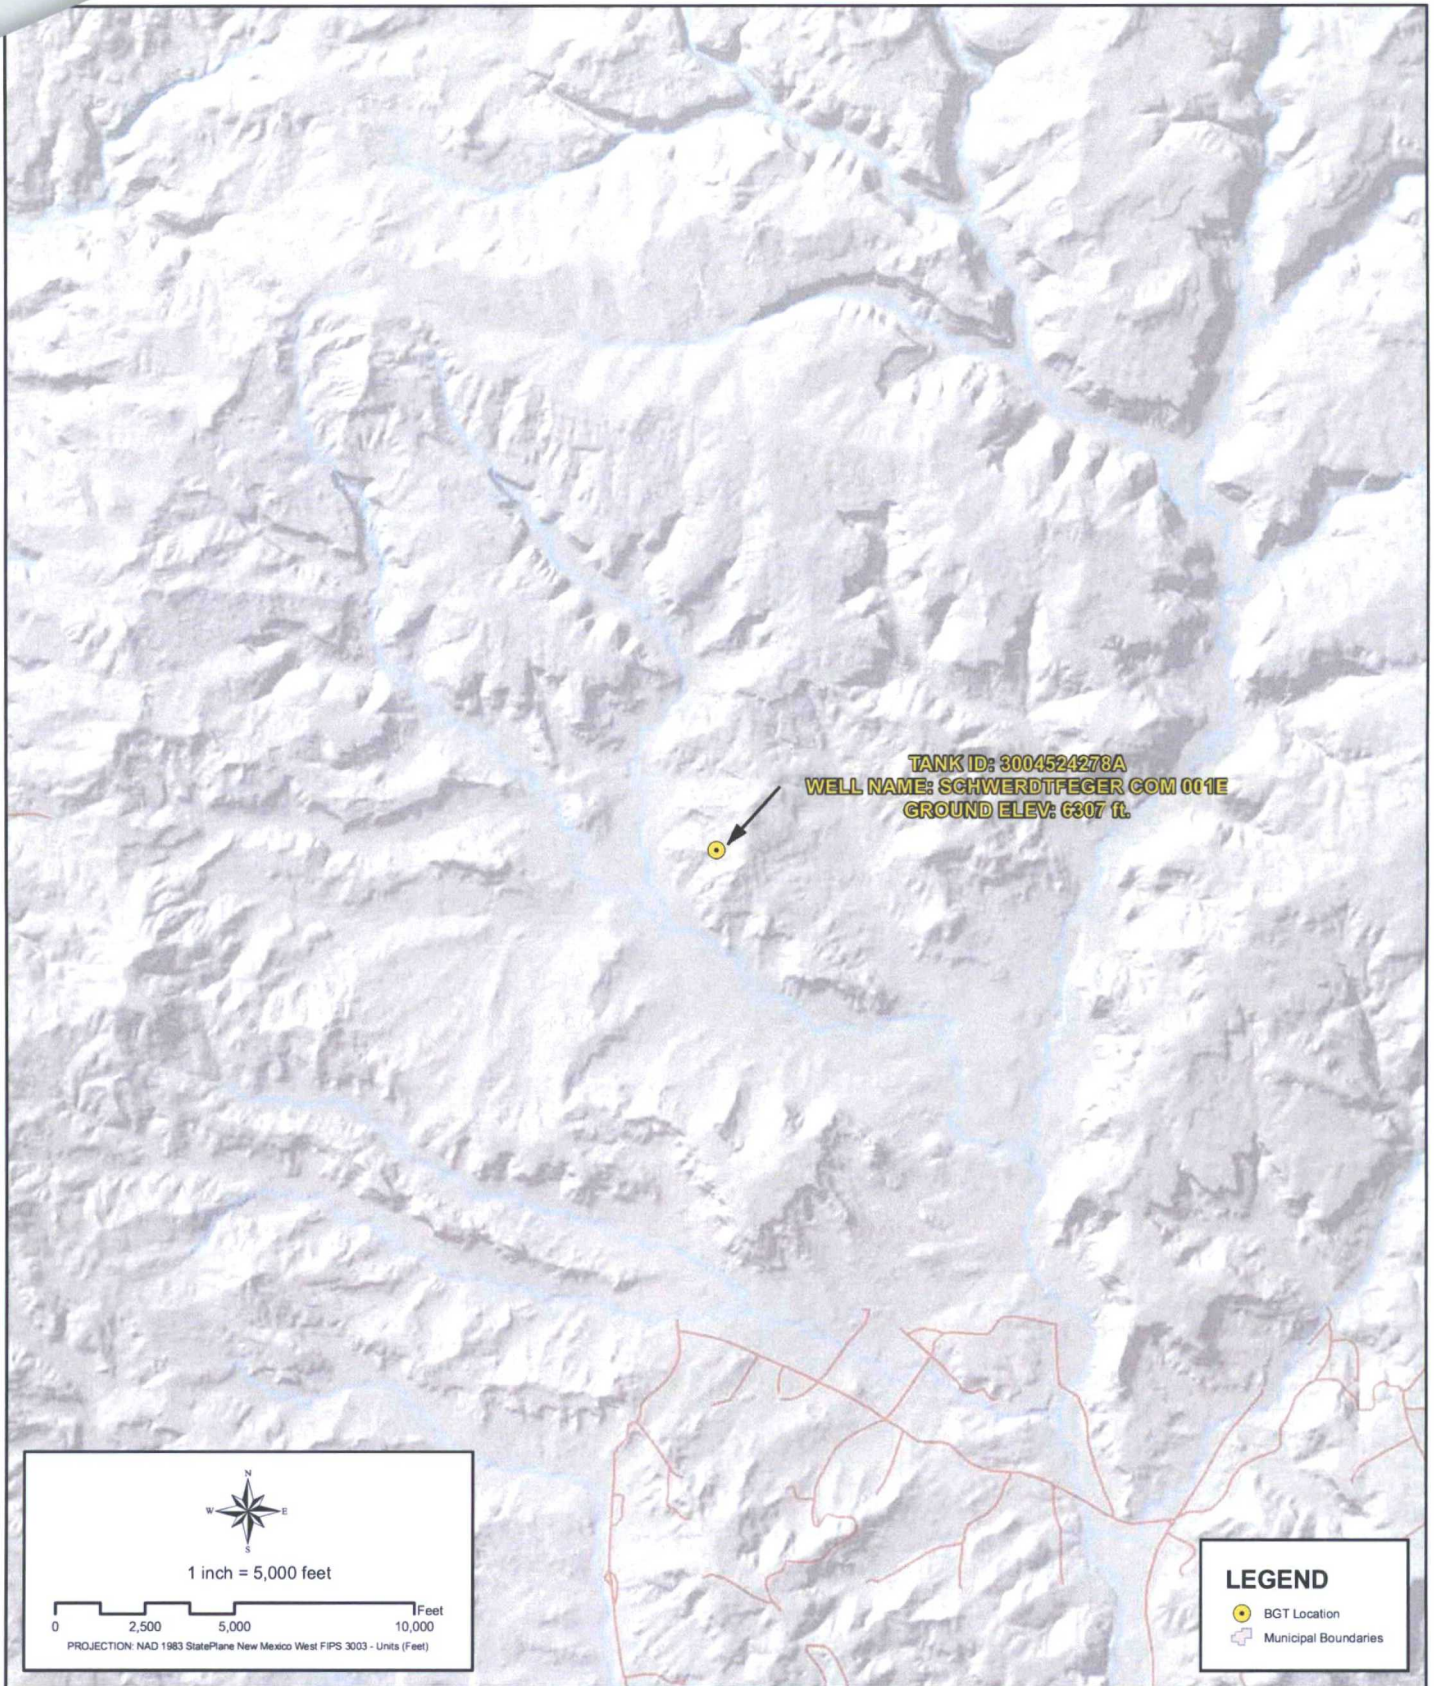 TANK ID: 3004524278A
WELL NAME: SCHWERDTFEGER COM 001E
GROUND ELEV: 6307 ft.
N
W E
S
1 inch = 5,000 feet
Feet
0 2,500 5,000 10,000
PROJECTION: NAD 1983 StatePlane New Mexico West FIPS 3003 - Units (Feet)
LEGEND
BGT Location
Municipal Boundaries